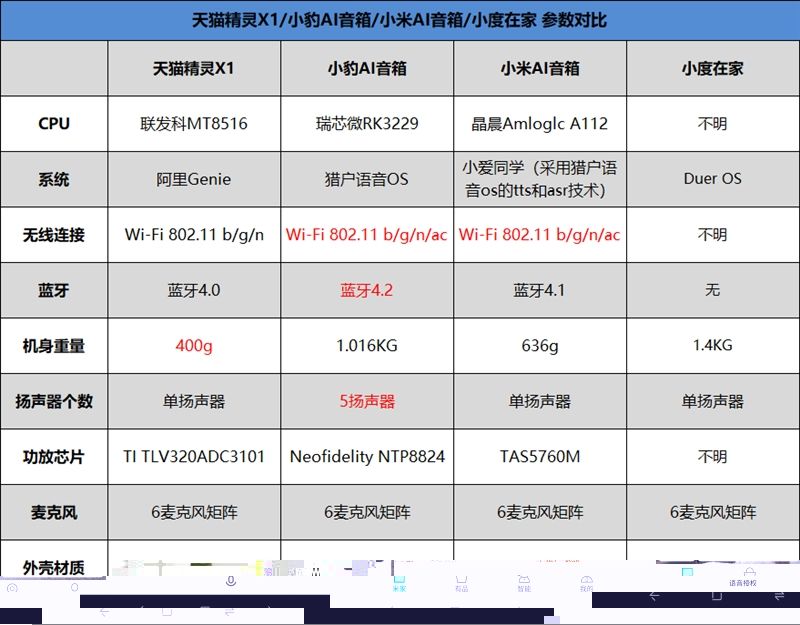 天猫精灵X1/小豹AI音箱/小米AI音箱/小度在家 参数对比
天猫精灵X1 小豹AI音箱 小米AI音箱 小度在家
CPU 联发科MT8516 瑞芯微RK3229 晶晨Amloglc A112 不明
系统 阿里Genie 猎户语音OS 小爱同学（采用猎户语 Duer OS
音os的tts和asr技术）
无线连接 Wi-Fi 802.11 b/g/n Wi-Fi 802.11 b/g/n/ac Wi-Fi 802.11 b/g/n/ac 不明
蓝牙 蓝牙4.0 蓝牙4.2 蓝牙4.1 无
机身重量 400g 1.016KG 636g 1.4KG
扬声器个数 单扬声器 5扬声器 单扬声器 单扬声器
功放芯片 TI TLV320ADC3101 Neofidelity NTP8824 TAS5760M 不明
麦克风 6麦克风矩阵 6麦克风矩阵 6麦克风矩阵 6麦克风矩阵
外壳材质
米家 有品 智能 我的 语音授权